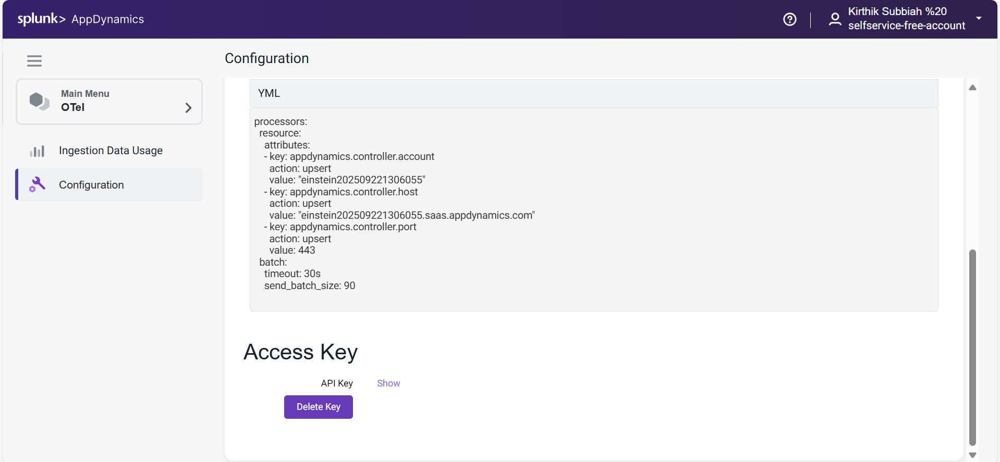 splunk> AppDynamics
Kirthik Subbiah %20
selfservice-free-account
Main Menu
OTel
Ingestion Data Usage
Configuration
Configuration
YML
processors:
  resource:
    attributes:
    - key: appdynamics.controller.account
      action: upsert
      value: "einstein202509221306055"
    - key: appdynamics.controller.host
      action: upsert
      value: "einstein202509221306055.saas.appdynamics.com"
    - key: appdynamics.controller.port
      action: upsert
      value: 443
  batch:
    timeout: 30s
    send_batch_size: 90
Access Key
API Key Show
Delete Key